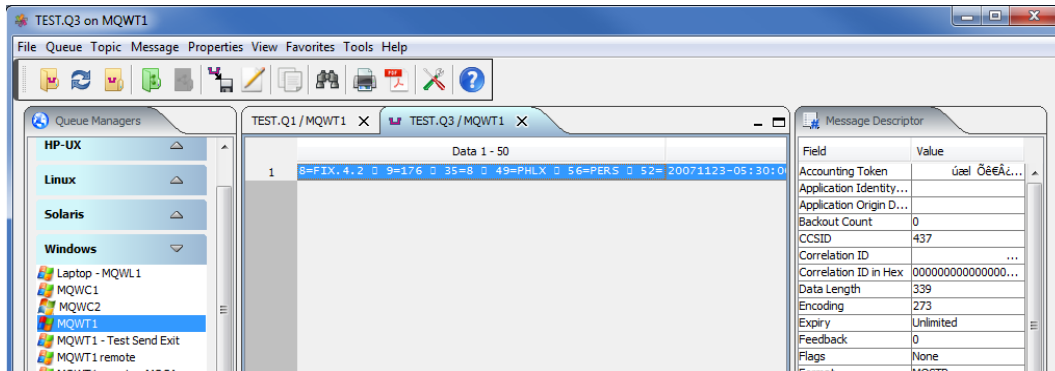 TEST.Q3 on MQWT1
File Queue Topic Message Properties View Favorites Tools Help
Queue Managers
HP-UX
Linux
Solaris
Windows
Laptop - MQWL1
MQWC1
MQWC2
MQWT1
MQWT1 - Test Send Exit
MQWT1 remote
TEST.Q1 / MQWT1 X
TEST.Q3 / MQWT1 X
Data 1 - 50
1 8=FIX.4.2 ▯ 9=176 ▯ 35=8 ▯ 49=PHLX ▯ 56=PERS ▯ 52= 20071123-05:30:0
Message Descriptor
Field Value
Accounting Token
Application Identity...
Application Origin D...
Backout Count 0
CCSID 437
Correlation ID ...
Correlation ID in Hex 000000000000000...
Data Length 339
Encoding 273
Expiry Unlimited
Feedback 0
Flags None